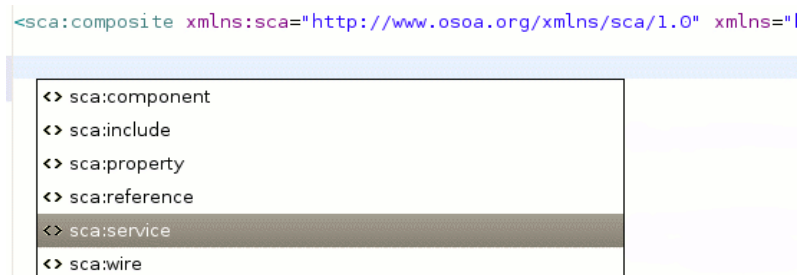 <sca:composite xmlns:sca="http://www.osoa.org/xmlns/sca/1.0" xmlns="
<> sca:component
<> sca:include
<> sca:property
<> sca:reference
<> sca:service
<> sca:wire